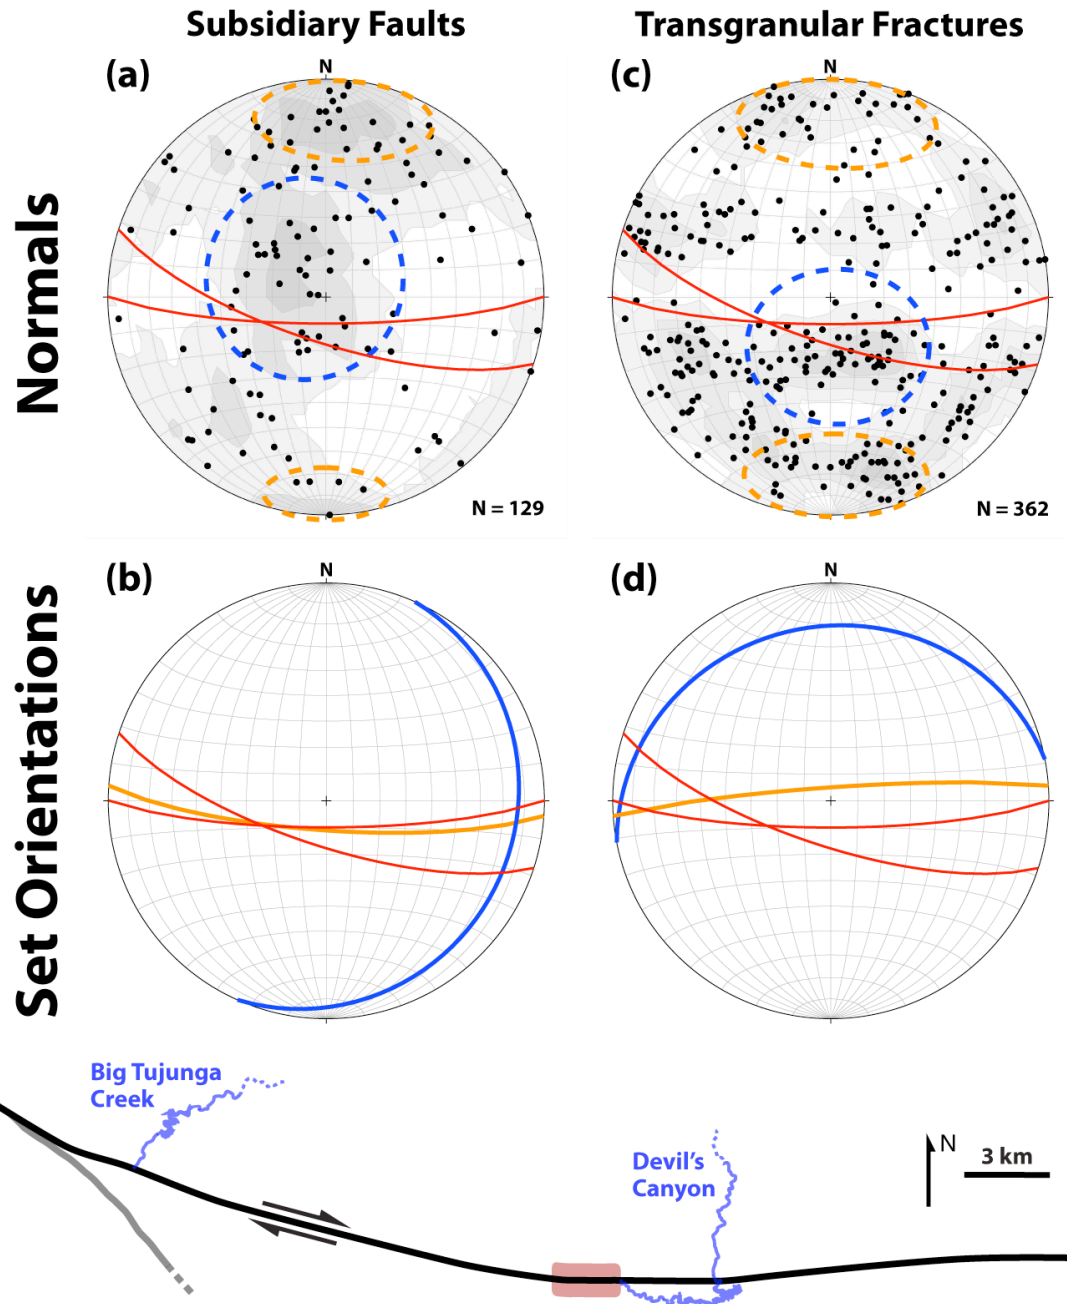 Subsidiary Faults
Transgranular Fractures
Normals
(a)
N
N = 129
(c)
N
N = 362
Set Orientations
(b)
N
(d)
N
Big Tujunga
Creek
Devil's
Canyon
N
3 km